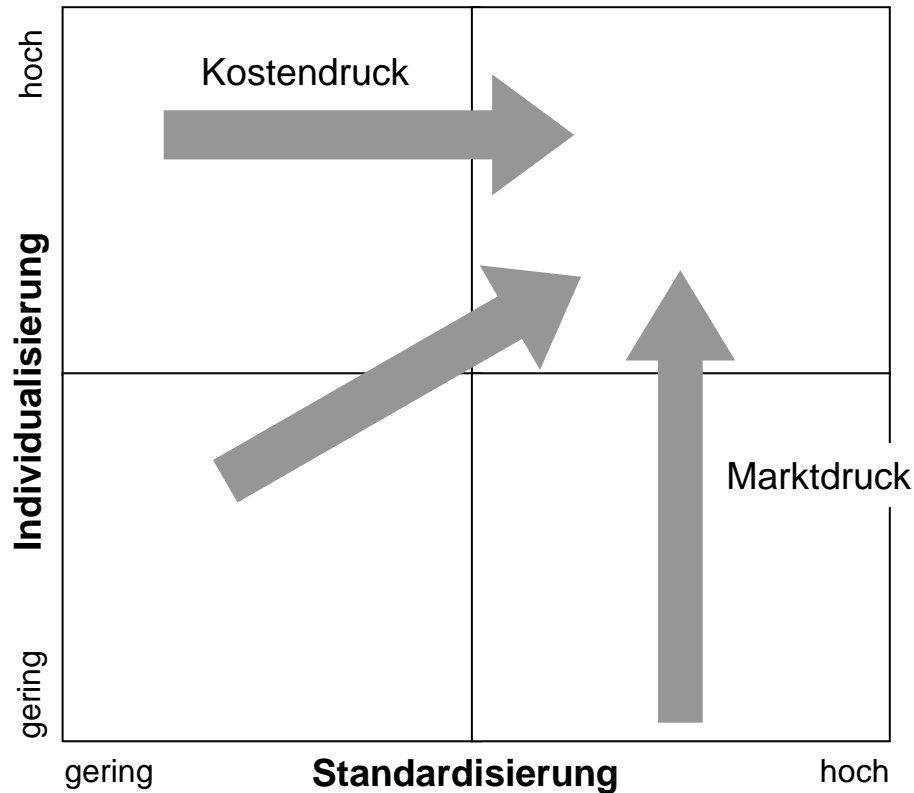 hoch
Kostendruck
Individualisierung
Marktdruck
gering
gering
Standardisierung
hoch